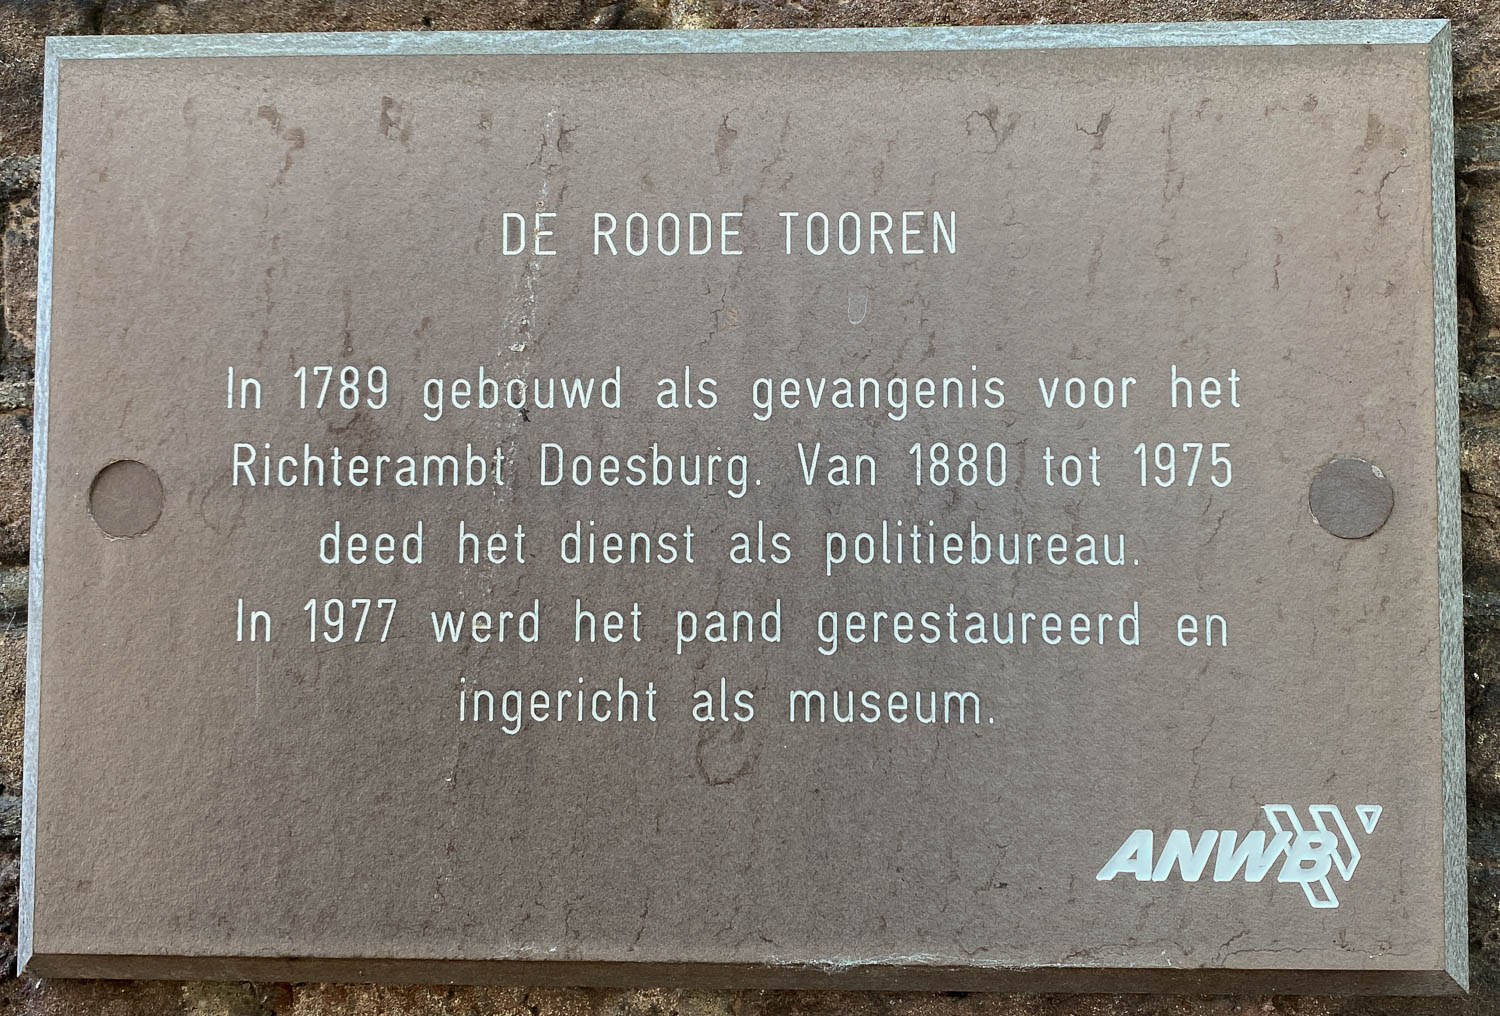 DE ROODE TOOREN
In 1789 gebouwd als gevangenis voor het
Richterambt Doesburg. Van 1880 tot 1975
deed het dienst als politiebureau.
In 1977 werd het pand gerestaureerd en
ingericht als museum.
ANWB